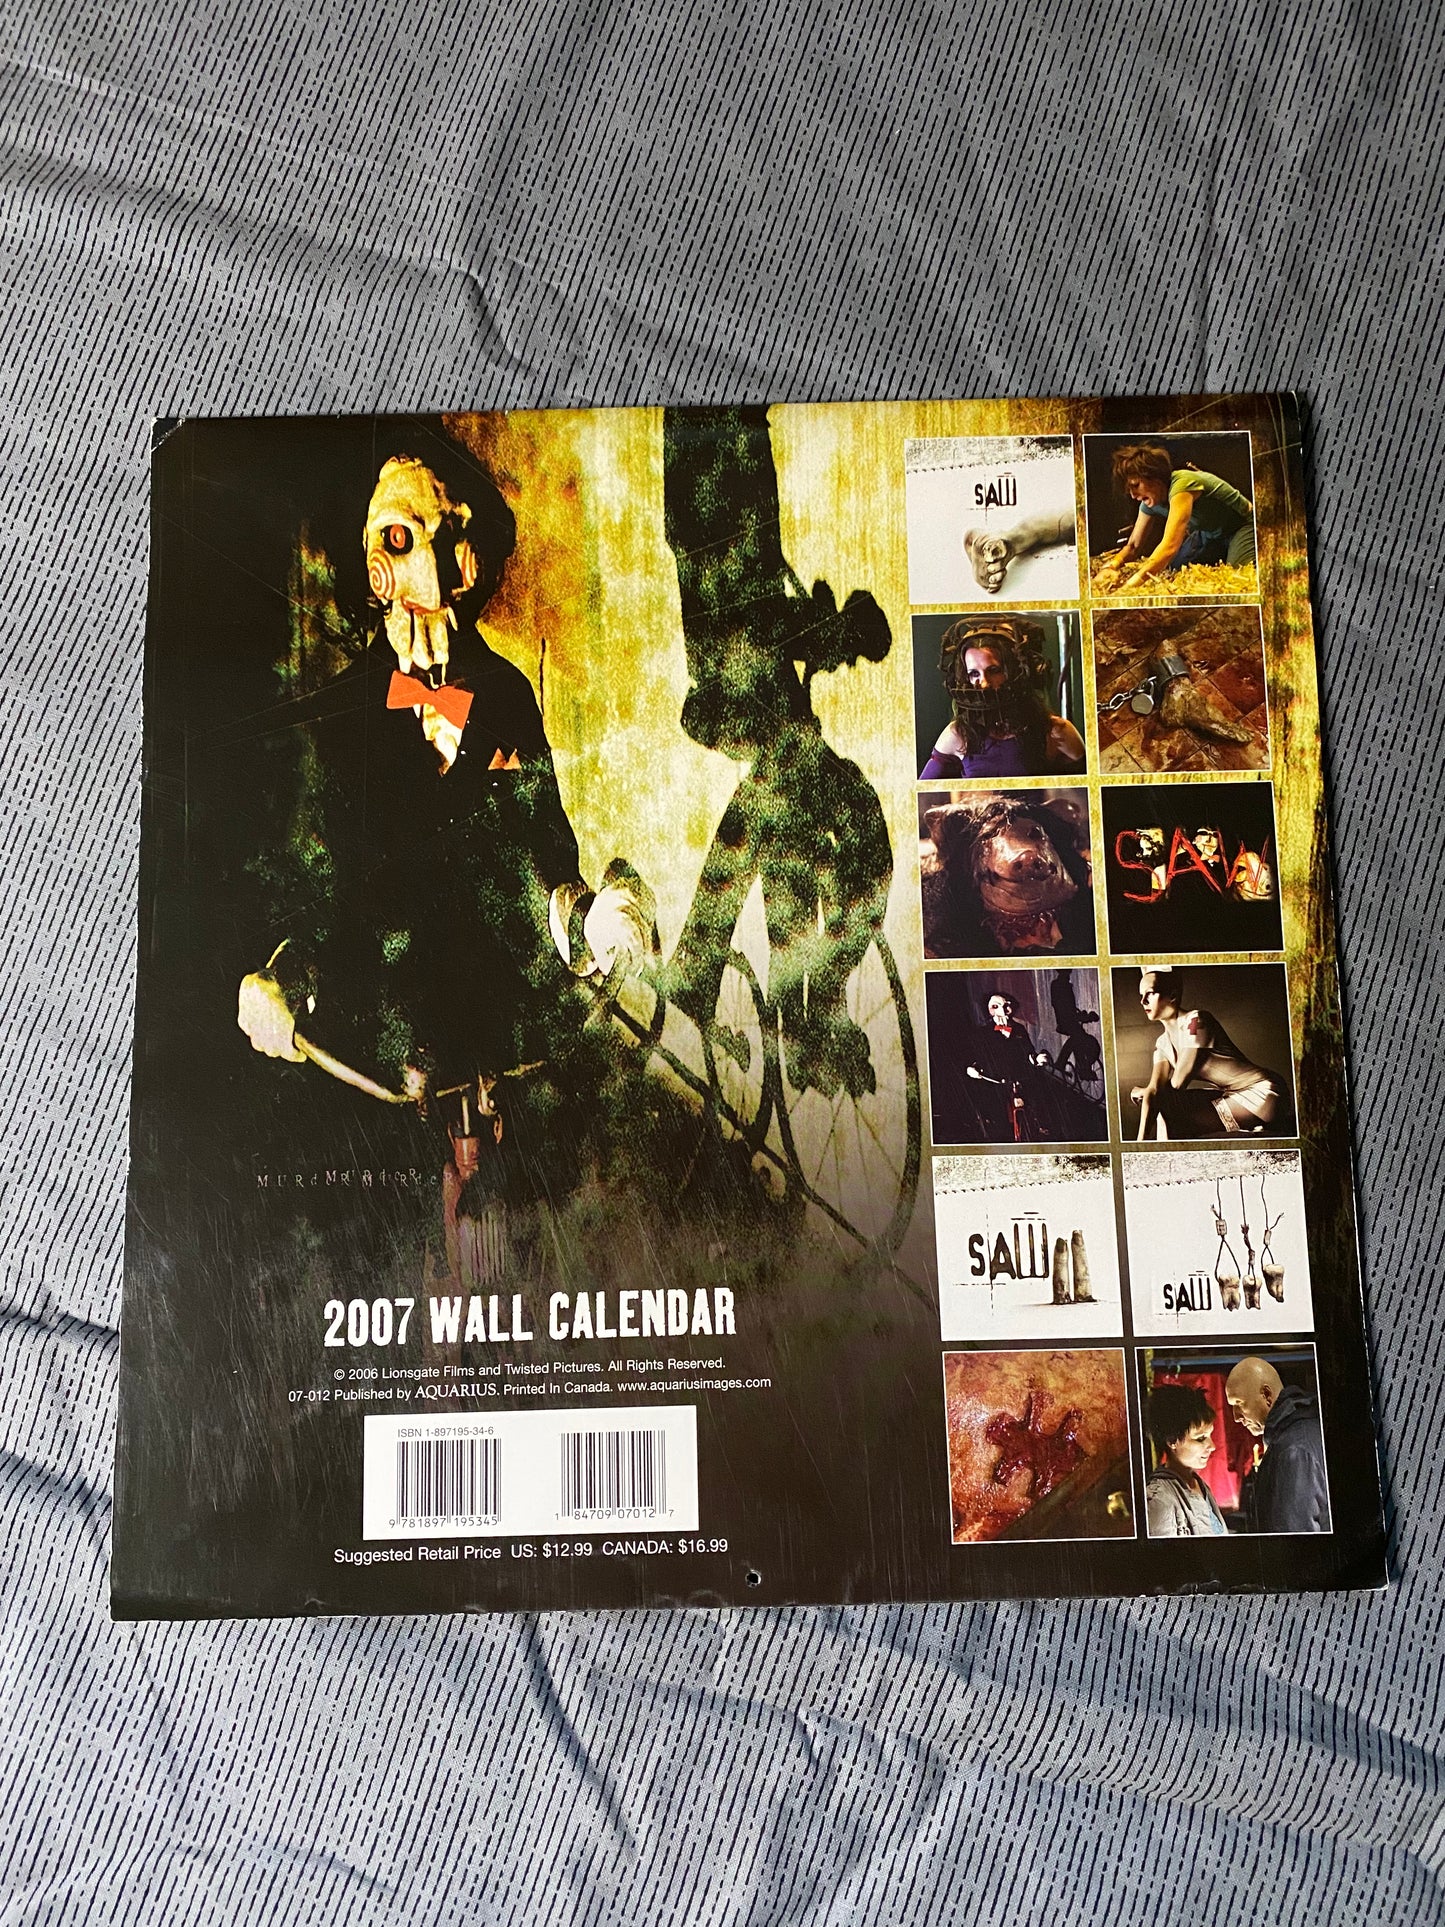 SAW
SAW
SAW II
SAW III
2007 WALL CALENDAR
© 2006 Lionsgate Films and Twisted Pictures. All Rights Reserved.
07-012 Published by AQUARIUS. Printed In Canada. www.aquariusimages.com
ISBN 1-897195-34-6
9 781897 195345
1 84709 07012 7
Suggested Retail Price US: $12.99 CANADA: $16.99